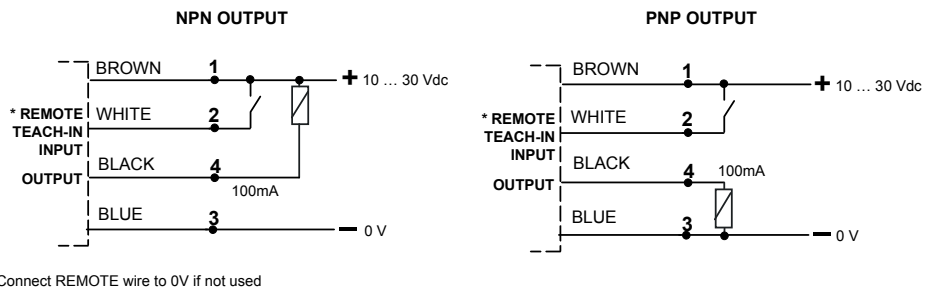 NPN OUTPUT
BROWN
1
+ 10 … 30 Vdc
* REMOTE
TEACH-IN
INPUT
WHITE
2
BLACK
4
OUTPUT
100mA
BLUE
3
− 0 V
PNP OUTPUT
BROWN
1
+ 10 … 30 Vdc
* REMOTE
TEACH-IN
INPUT
WHITE
2
BLACK
4
100mA
OUTPUT
BLUE
3
− 0 V
Connect REMOTE wire to 0V if not used